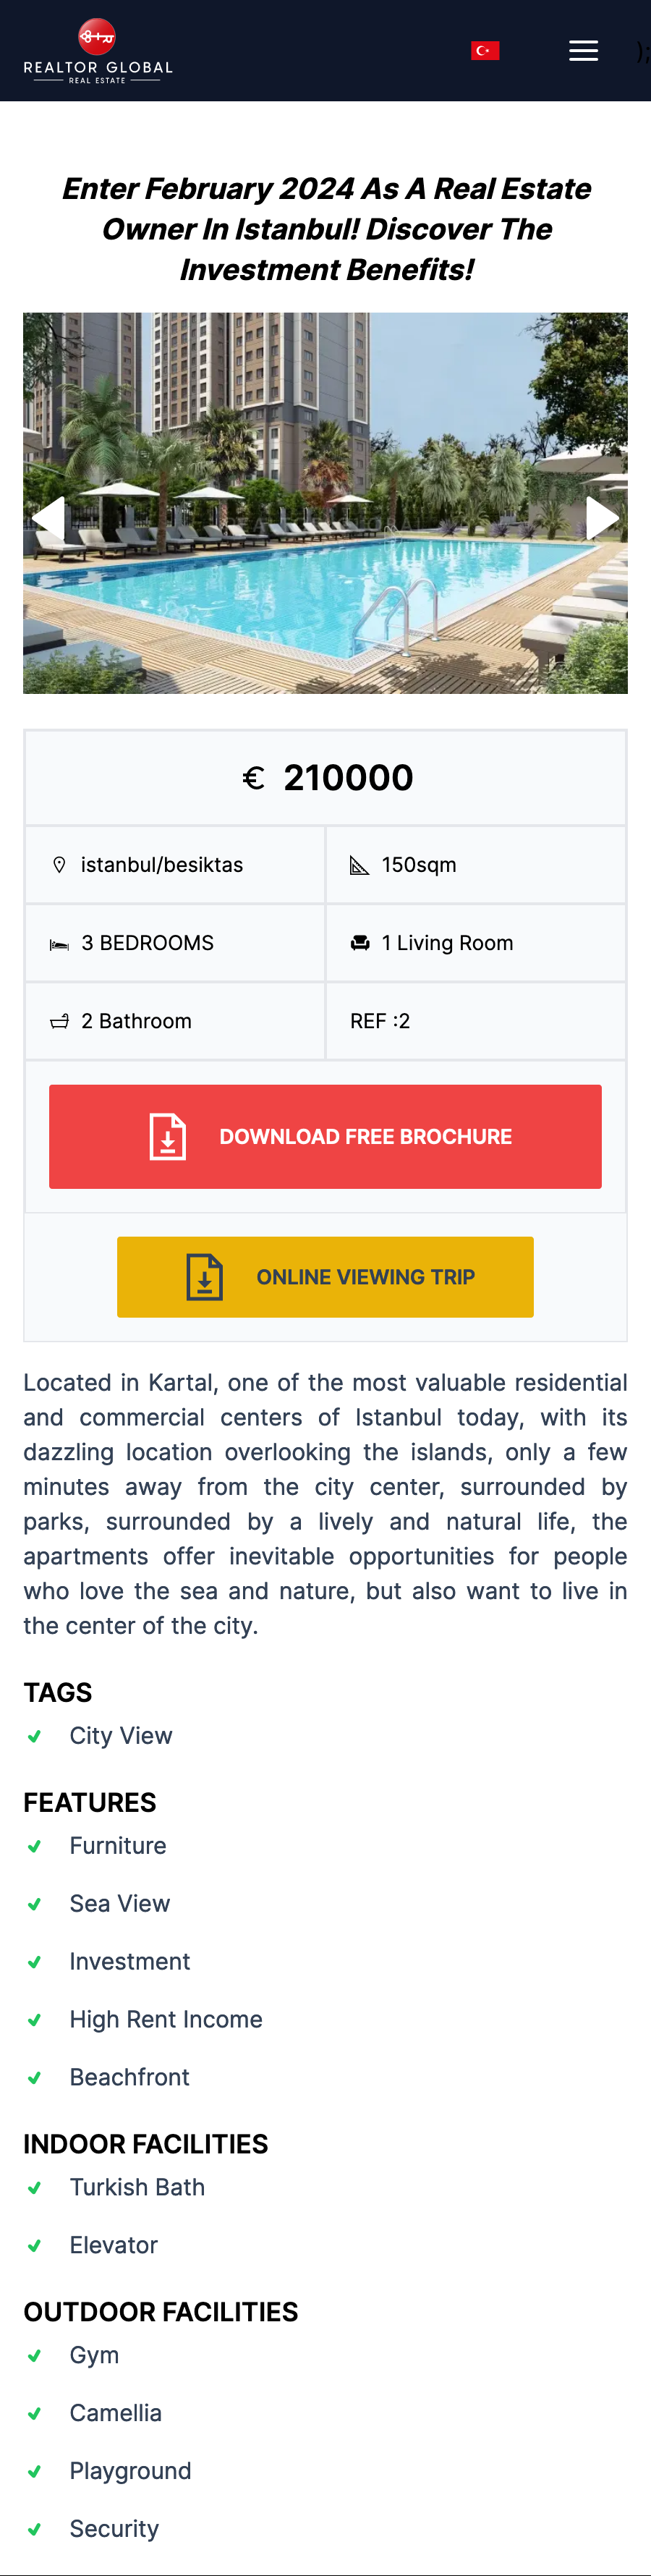 REALTOR GLOBAL
REAL ESTATE
);
Enter February 2024 As A Real Estate
Owner In Istanbul! Discover The
Investment Benefits!
€ 210000
istanbul/besiktas
150sqm
3 BEDROOMS
1 Living Room
2 Bathroom
REF :2
DOWNLOAD FREE BROCHURE
ONLINE VIEWING TRIP
Located in Kartal, one of the most valuable residential
and commercial centers of Istanbul today, with its
dazzling location overlooking the islands, only a few
minutes away from the city center, surrounded by
parks, surrounded by a lively and natural life, the
apartments offer inevitable opportunities for people
who love the sea and nature, but also want to live in
the center of the city.
TAGS
City View
FEATURES
Furniture
Sea View
Investment
High Rent Income
Beachfront
INDOOR FACILITIES
Turkish Bath
Elevator
OUTDOOR FACILITIES
Gym
Camellia
Playground
Security